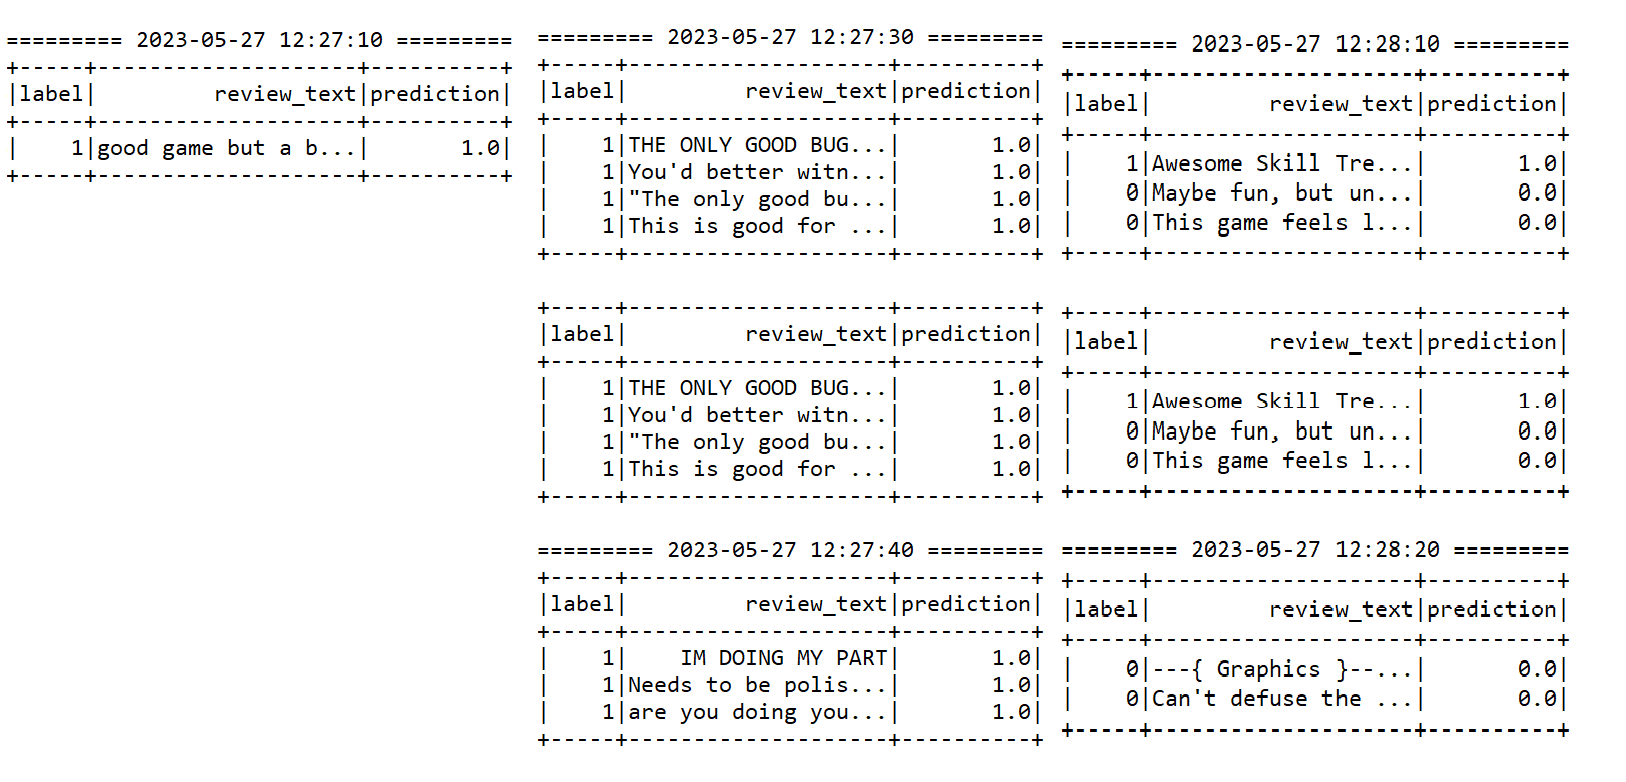 ========= 2023-05-27 12:27:10 =========
+-----+--------------------+----------+
|label|         review_text|prediction|
+-----+--------------------+----------+
|    1|good game but a b...|       1.0|
+-----+--------------------+----------+
========= 2023-05-27 12:27:30 =========
+-----+--------------------+----------+
|label|         review_text|prediction|
+-----+--------------------+----------+
|    1|THE ONLY GOOD BUG...|       1.0|
|    1|You'd better witn...|       1.0|
|    1|"The only good bu...|       1.0|
|    1|This is good for ...|       1.0|
+-----+--------------------+----------+
+-----+--------------------+----------+
|label|         review_text|prediction|
+-----+--------------------+----------+
|    1|THE ONLY GOOD BUG...|       1.0|
|    1|You'd better witn...|       1.0|
|    1|"The only good bu...|       1.0|
|    1|This is good for ...|       1.0|
+-----+--------------------+----------+
========= 2023-05-27 12:27:40 =========
+-----+--------------------+----------+
|label|         review_text|prediction|
+-----+--------------------+----------+
|    1|    IM DOING MY PART|       1.0|
|    1|Needs to be polis...|       1.0|
|    1|are you doing you...|       1.0|
+-----+--------------------+----------+
========= 2023-05-27 12:28:10 =========
+-----+--------------------+----------+
|label|         review_text|prediction|
+-----+--------------------+----------+
|    1|Awesome Skill Tre...|       1.0|
|    0|Maybe fun, but un...|       0.0|
|    0|This game feels l...|       0.0|
+-----+--------------------+----------+
+-----+--------------------+----------+
|label|         review_text|prediction|
+-----+--------------------+----------+
|    1|Awesome Skill Tre...|       1.0|
|    0|Maybe fun, but un...|       0.0|
|    0|This game feels l...|       0.0|
+-----+--------------------+----------+
========= 2023-05-27 12:28:20 =========
+-----+--------------------+----------+
|label|         review_text|prediction|
+-----+--------------------+----------+
|    0|---{ Graphics }--...|       0.0|
|    0|Can't defuse the ...|       0.0|
+-----+--------------------+----------+